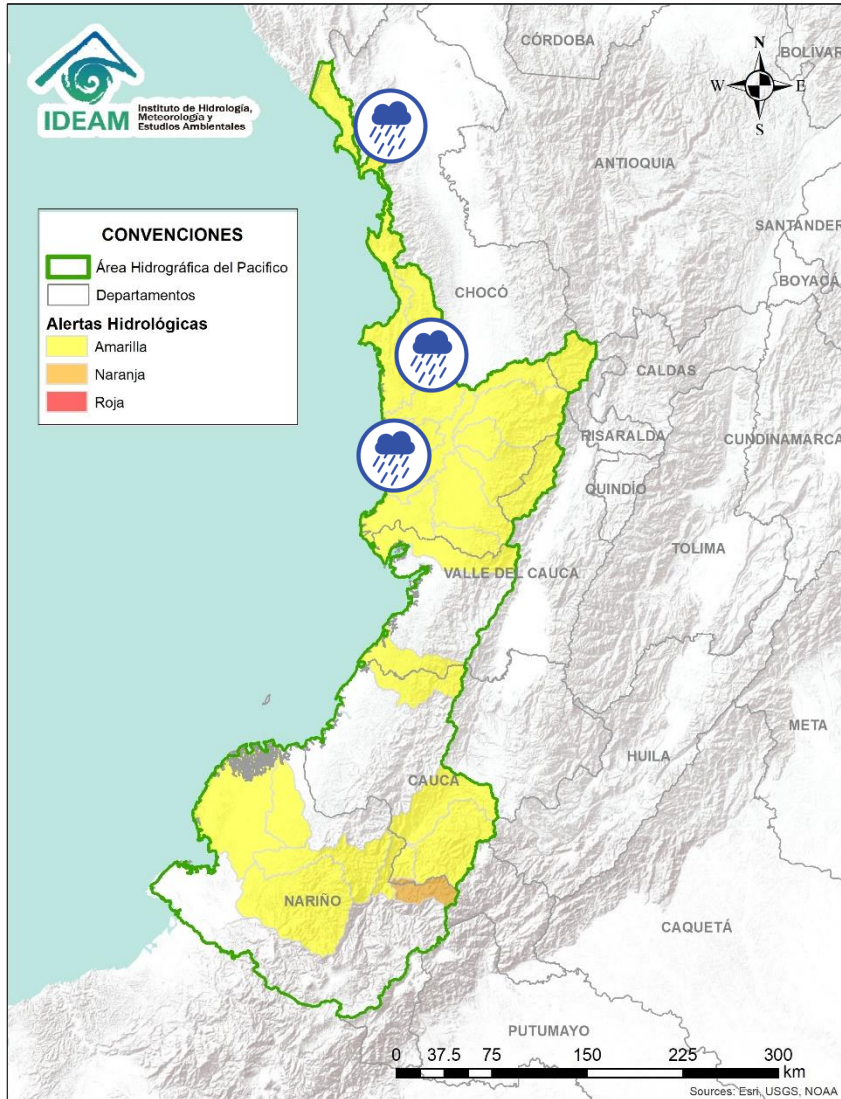 IDEAM
Instituto de Hidrología,
Meteorología y
Estudios Ambientales
CÓRDOBA
BOLÍVAR
N
W
E
S
ANTIOQUIA
SANTANDER
BOYACÁ
CONVENCIONES
Área Hidrográfica del Pacifico
Departamentos
Alertas Hidrológicas
Amarilla
Naranja
Roja
CHOCÓ
CALDAS
RISARALDA
CUNDINAMARCA
QUINDÍO
TOLIMA
VALLE DEL CAUCA
META
HUILA
CAUCA
NARIÑO
CAQUETÁ
PUTUMAYO
0 37.5 75 150 225 300
km
Sources: Esri, USGS, NOAA